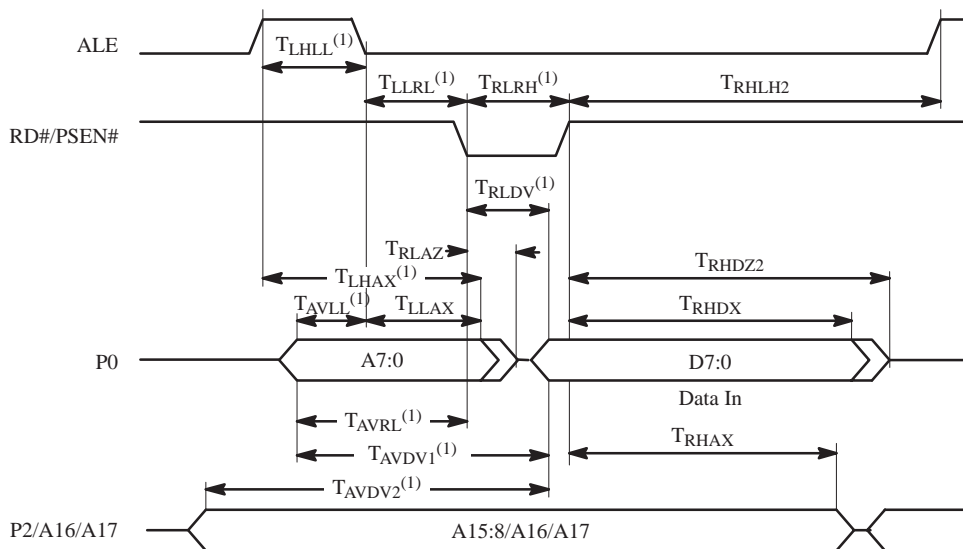 ALE
TLHLL(1)
TLLRL(1) TRLRH(1) TRHLH2
RD#/PSEN#
TRLDV(1)
TRLAZ
TRHDZ2
TLHAX(1)
TAVLL(1) TLLAX TRHDX
P0 A7:0 D7:0
Data In
TAVRL(1)
TRHAX
TAVDV1(1)
TAVDV2(1)
P2/A16/A17 A15:8/A16/A17